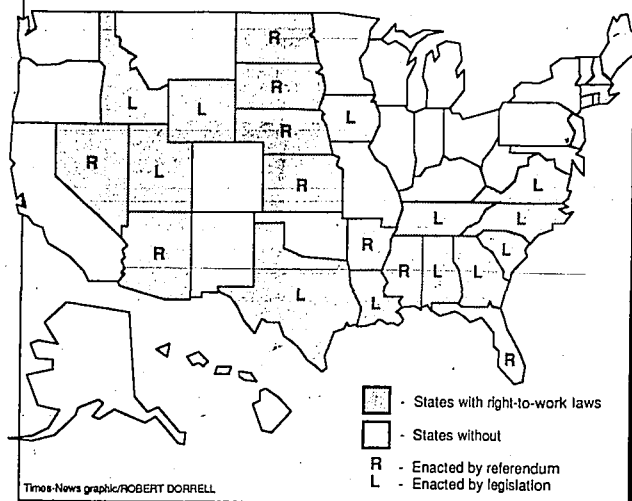 R
L
L
R
R
L
R
L
R
L
L
L
R
R
L
L
R
L
L
L
R
- States with right-to-work laws
- States without
R - Enacted by referendum
L - Enacted by legislation
Times-News graphic/ROBERT DORRELL